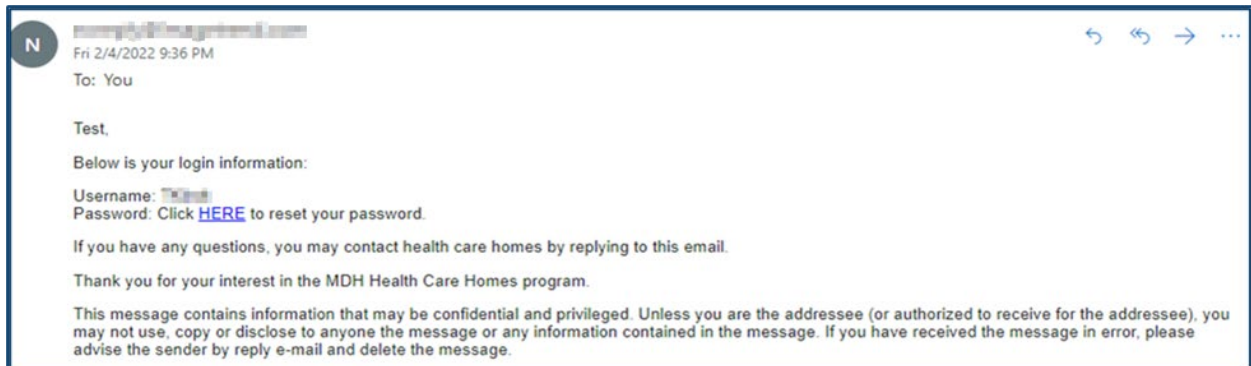 N
Fri 2/4/2022 9:36 PM
To: You
Test,
Below is your login information:
Username:
Password: Click HERE to reset your password.
If you have any questions, you may contact health care homes by replying to this email.
Thank you for your interest in the MDH Health Care Homes program.
This message contains information that may be confidential and privileged. Unless you are the addressee (or authorized to receive for the addressee), you
may not use, copy or disclose to anyone the message or any information contained in the message. If you have received the message in error, please
advise the sender by reply e-mail and delete the message.